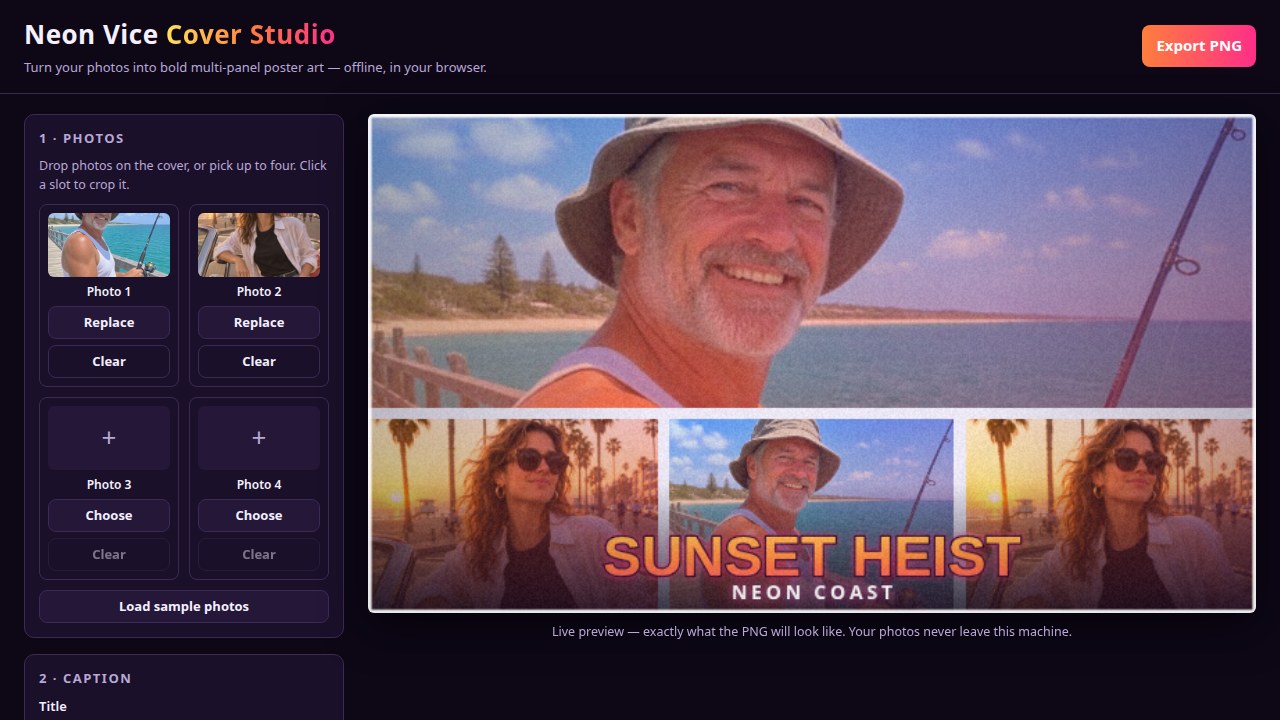 Neon Vice Cover Studio
Turn your photos into bold multi-panel poster art — offline, in your browser.
Export PNG
1 · PHOTOS
Drop photos on the cover, or pick up to four. Click
a slot to crop it.
Photo 1
Photo 2
Replace
Replace
Clear
Clear
+
+
Photo 3
Photo 4
Choose
Choose
Clear
Clear
Load sample photos
SUNSET HEIST
NEON COAST
Live preview — exactly what the PNG will look like. Your photos never leave this machine.
2 · CAPTION
Title